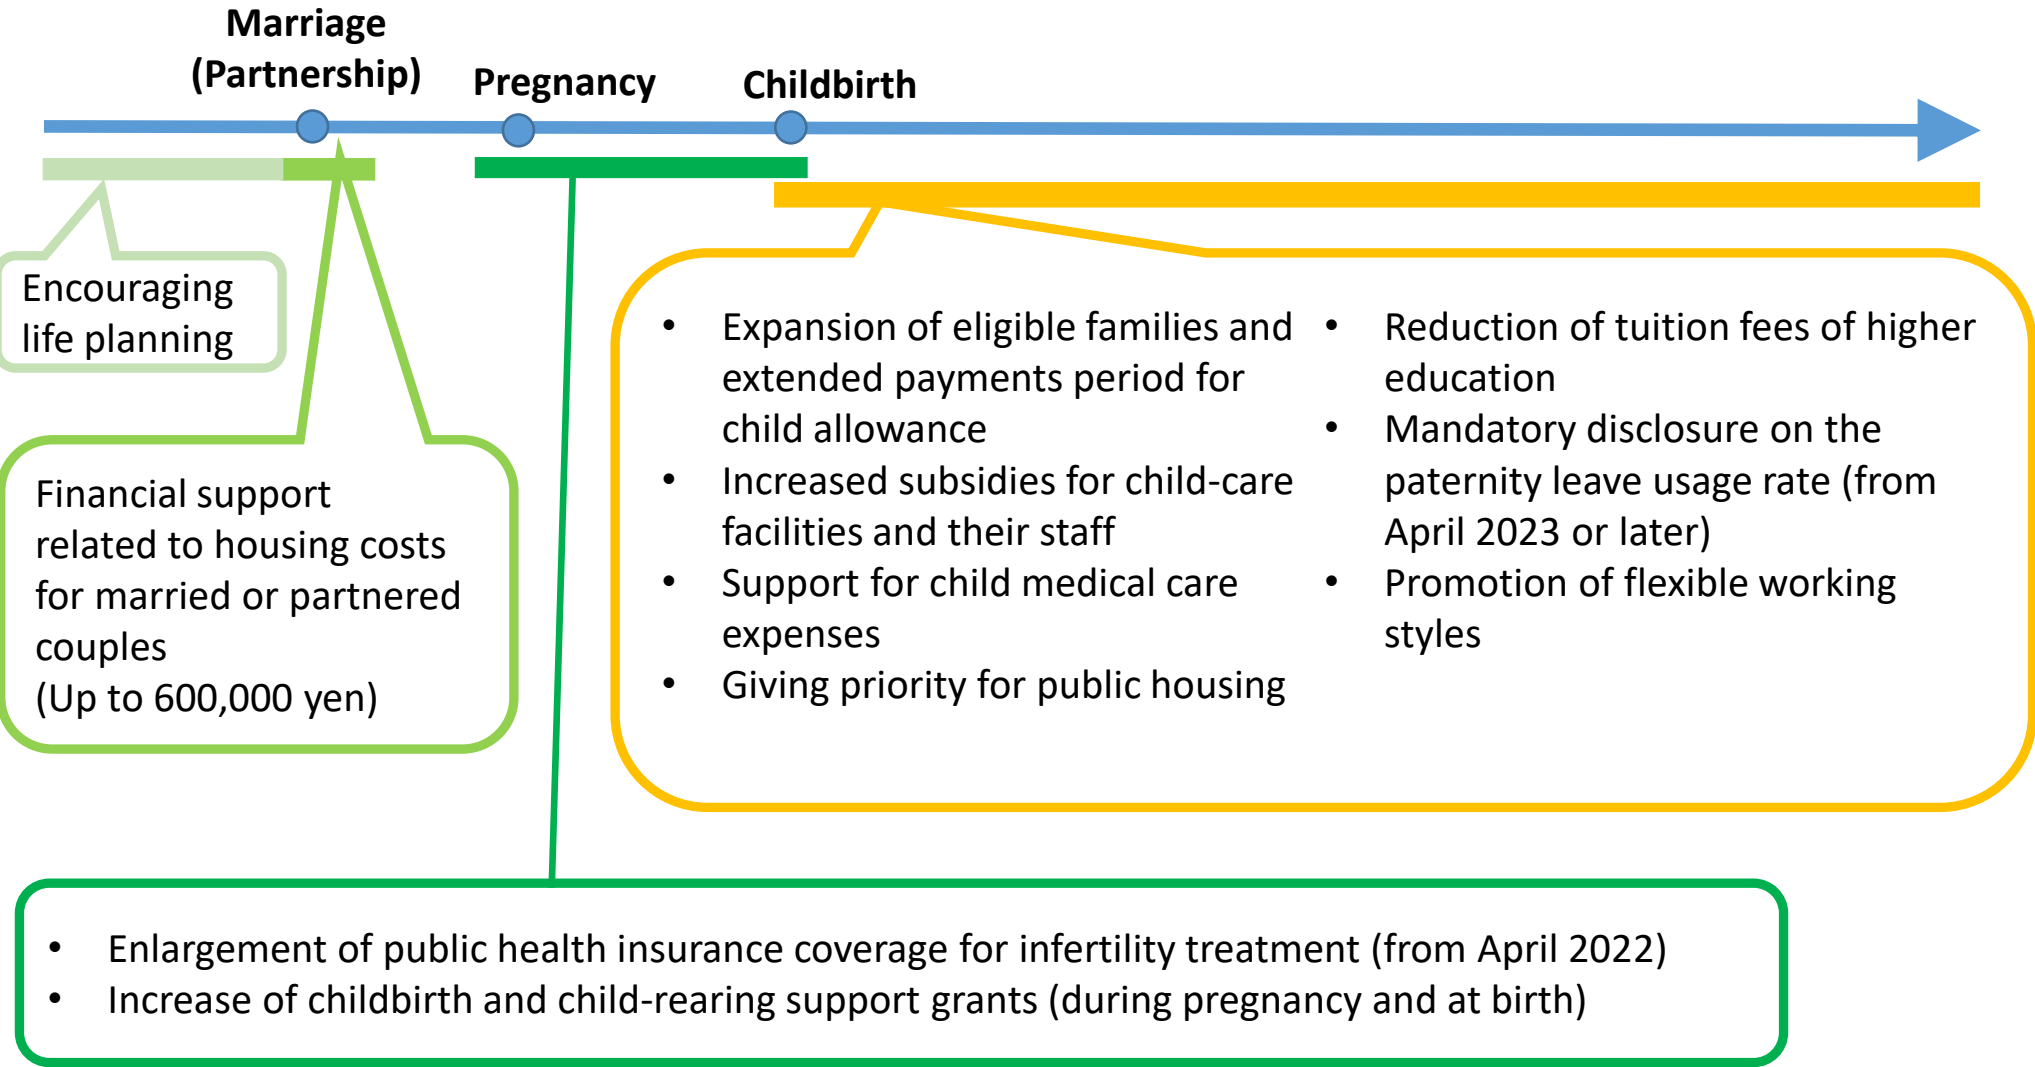 Marriage
(Partnership)
Pregnancy
Childbirth
Encouraging
life planning
Financial support
related to housing costs
for married or partnered
couples
(Up to 600,000 yen)
• Expansion of eligible families and
extended payments period for
child allowance
• Increased subsidies for child-care
facilities and their staff
• Support for child medical care
expenses
• Giving priority for public housing
• Reduction of tuition fees of higher
education
• Mandatory disclosure on the
paternity leave usage rate (from
April 2023 or later)
• Promotion of flexible working
styles
• Enlargement of public health insurance coverage for infertility treatment (from April 2022)
• Increase of childbirth and child-rearing support grants (during pregnancy and at birth)